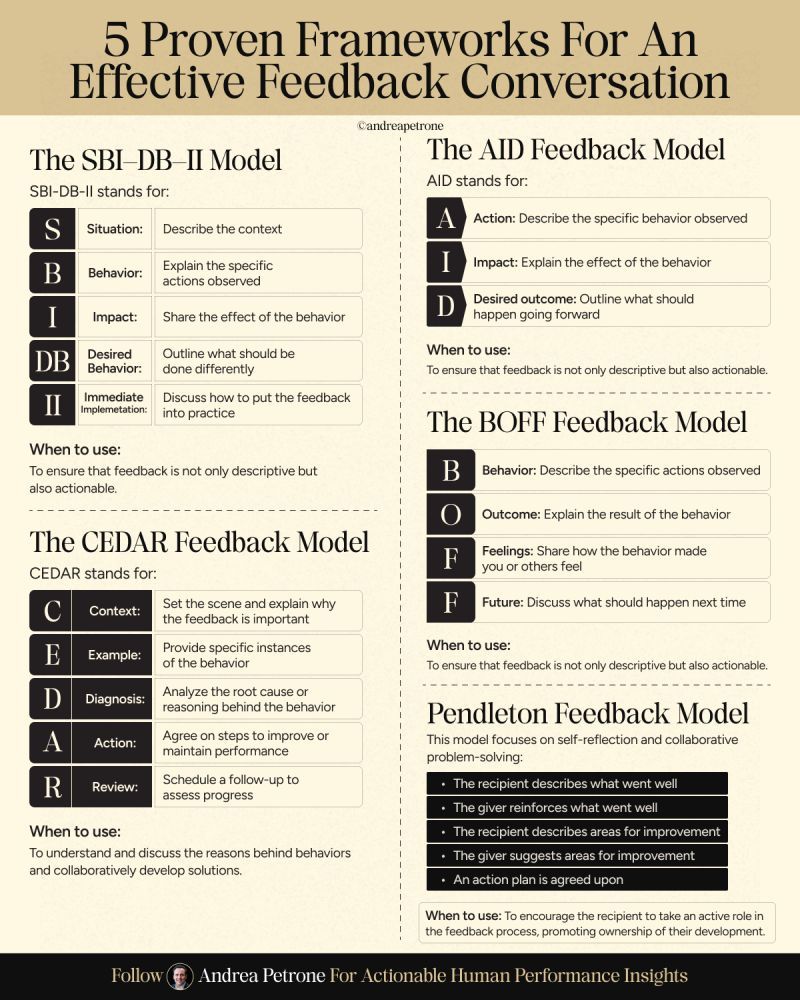 5 Proven Frameworks For An
Effective Feedback Conversation
©andreapetrone
The SBI–DB–II Model
SBI-DB-II stands for:
S
Situation:
Describe the context
B
Behavior:
Explain the specific
actions observed
I
Impact:
Share the effect of the behavior
DB
Desired
Behavior:
Outline what should be
done differently
II
Immediate
Implemetation:
Discuss how to put the feedback
into practice
When to use:
To ensure that feedback is not only descriptive but
also actionable.
The CEDAR Feedback Model
CEDAR stands for:
C
Context:
Set the scene and explain why
the feedback is important
E
Example:
Provide specific instances
of the behavior
D
Diagnosis:
Analyze the root cause or
reasoning behind the behavior
A
Action:
Agree on steps to improve or
maintain performance
R
Review:
Schedule a follow-up to
assess progress
When to use:
To understand and discuss the reasons behind behaviors
and collaboratively develop solutions.
The AID Feedback Model
AID stands for:
A
Action: Describe the specific behavior observed
I
Impact: Explain the effect of the behavior
D
Desired outcome: Outline what should
happen going forward
When to use:
To ensure that feedback is not only descriptive but also actionable.
The BOFF Feedback Model
B
Behavior: Describe the specific actions observed
O
Outcome: Explain the result of the behavior
F
Feelings: Share how the behavior made
you or others feel
F
Future: Discuss what should happen next time
When to use:
To ensure that feedback is not only descriptive but also actionable.
Pendleton Feedback Model
This model focuses on self-reflection and collaborative
problem-solving:
• The recipient describes what went well
• The giver reinforces what went well
• The recipient describes areas for improvement
• The giver suggests areas for improvement
• An action plan is agreed upon
When to use: To encourage the recipient to take an active role in
the feedback process, promoting ownership of their development.
Follow Andrea Petrone For Actionable Human Performance Insights